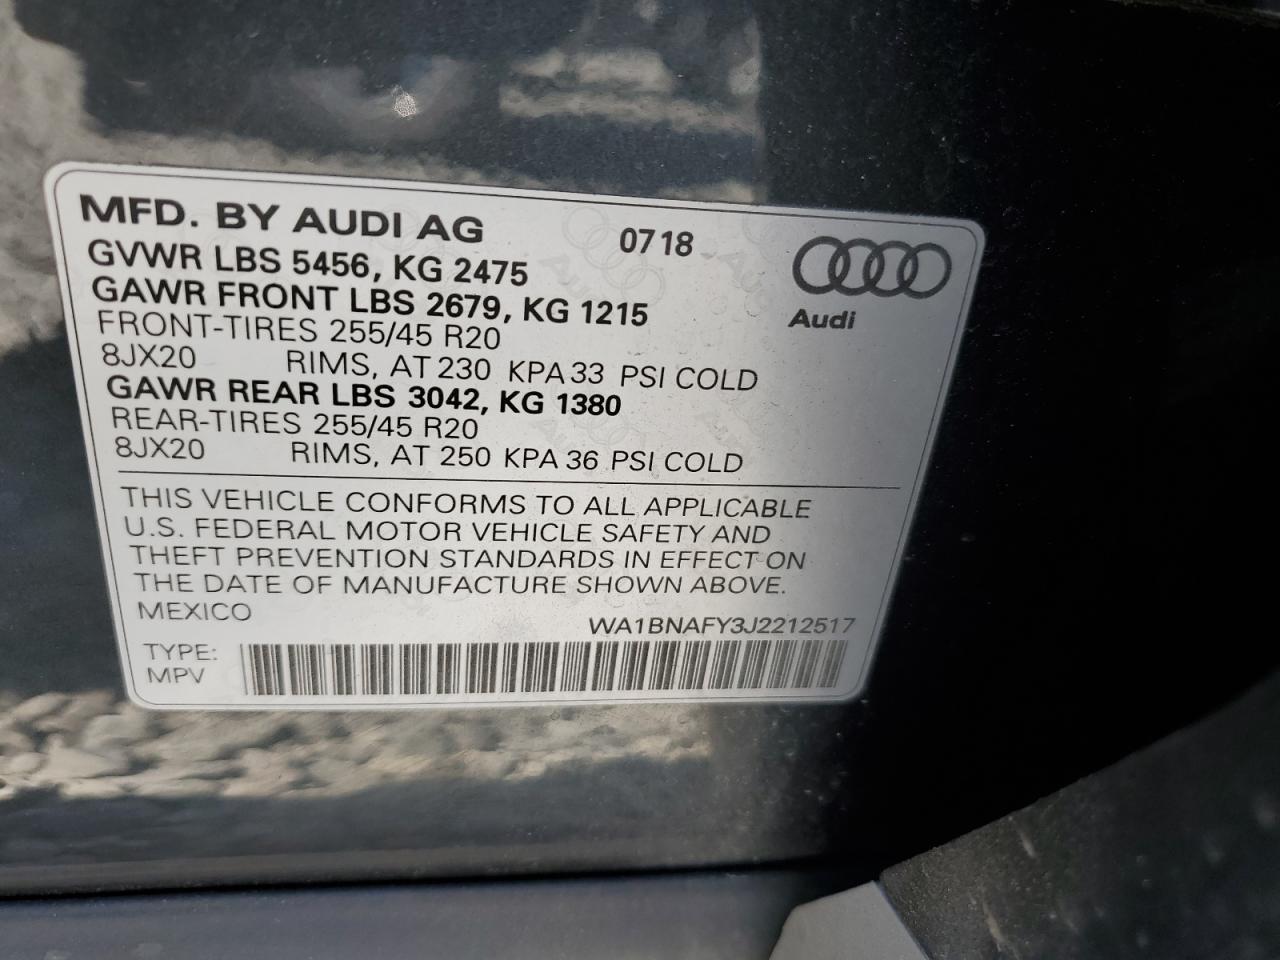 MFD. BY AUDI AG 0718
GVWR LBS 5456, KG 2475
GAWR FRONT LBS 2679, KG 1215
Audi
FRONT-TIRES 255/45 R20
8JX20 RIMS, AT 230 KPA 33 PSI COLD
GAWR REAR LBS 3042, KG 1380
REAR-TIRES 255/45 R20
8JX20 RIMS, AT 250 KPA 36 PSI COLD
THIS VEHICLE CONFORMS TO ALL APPLICABLE
U.S. FEDERAL MOTOR VEHICLE SAFETY AND
THEFT PREVENTION STANDARDS IN EFFECT ON
THE DATE OF MANUFACTURE SHOWN ABOVE.
MEXICO WA1BNAFY3J2212517
TYPE:
MPV